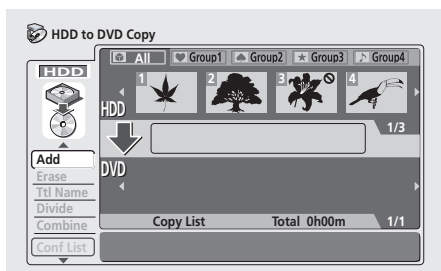 HDD to DVD Copy
All Group1 Group2 Group3 Group4
HDD
1 2 3 4
HDD
1/3
Add
Erase
Ttl Name
Divide
Combine
Conf List
DVD
Copy List Total 0h00m 1/1